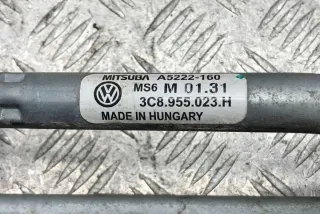 MITSUBA A5222-160
MS6 M 01.31
3C8.955.023.H
MADE IN HUNGARY